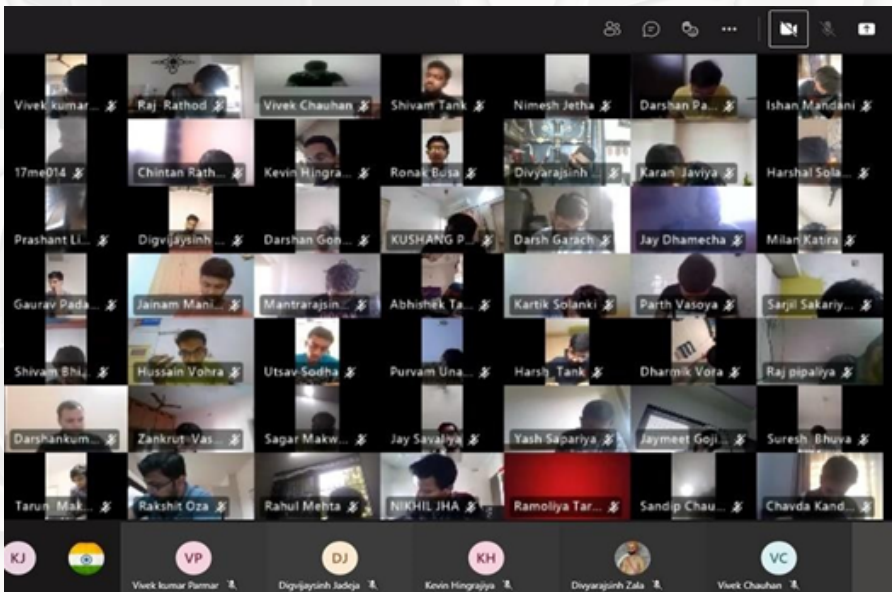 Vivek kumar... Raj Rathod Vivek Chauhan Shivam Tank Nimesh Jetha Darshan Pa... Ishan Mandani
17me014 Chintan Rath... Kevin Hingra... Ronak Busa Divyarajsinh ... Karan Javiya Harshal Sola...
Prashant Li... Digvijaysinh ... Darshan Gon... KUSHANG P... Darsh Garach Jay Dhamecha Milan Katira
Gaurav Pada... Jainam Mani... Mantrarajsin... Abhishek Ta... Kartik Solanki Parth Vasoya Sarjil Sakariy...
Shivam Bhi... Hussain Vohra Utsav Sodha Purvam Una... Harsh Tank Dharmik Vora Raj pipaliya
Darshankum... Zankrut Vas... Sagar Makw... Jay Savaliya Yash Sapariya Jaymeet Goji... Suresh Bhuva
Tarun Mak... Rakshit Oza Rahul Mehta NIKHIL JHA Ramoliya Tar... Sandip Chau... Chavda Kand...
KJ VP DJ KH VC
Vivek kumar Parmar Digvijaysinh Jadeja Kevin Hingrajiya Divyarajsinh Zala Vivek Chauhan